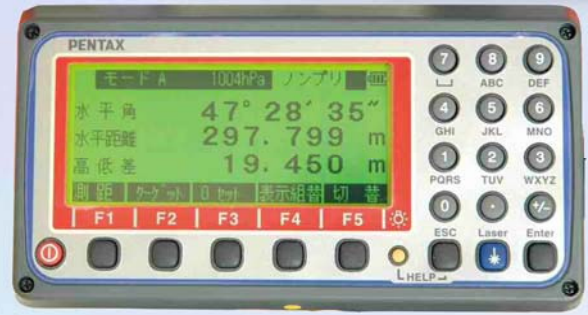 PENTAX
モード A 1004hPa ノンプリ
水平角 47° 28′ 35″
水平距離 297.799 m
高低差 19.450 m
測距 ターゲット 0セット 表示組替 切替
F1 F2 F3 F4 F5
7 8 9
ABC DEF
4 5 6
GHI JKL MNO
1 2 3
PQRS TUV WXYZ
0 . +/-
ESC Laser Enter
HELP